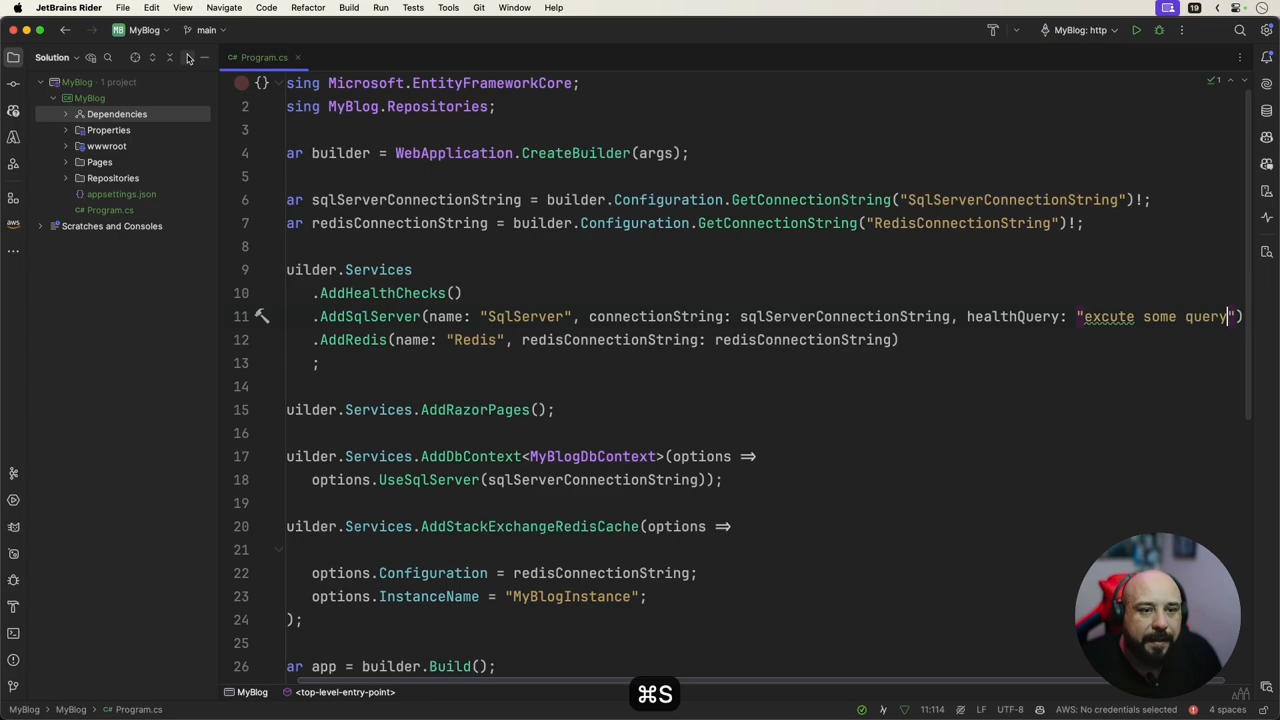 JetBrains Rider File Edit View Navigate Code Refactor Build Run Tests Tools Git Window Help 19
MB MyBlog main MyBlog: http
Solution C# Program.cs
MyBlog · 1 project
MyBlog
Dependencies
Properties
wwwroot
Pages
Repositories
{} appsettings.json
C# Program.cs
Scratches and Consoles
aws
{} sing Microsoft.EntityFrameworkCore; 1
2 sing MyBlog.Repositories;
3
4 ar builder = WebApplication.CreateBuilder(args);
5
6 ar sqlServerConnectionString = builder.Configuration.GetConnectionString("SqlServerConnectionString")!;
7 ar redisConnectionString = builder.Configuration.GetConnectionString("RedisConnectionString")!;
8
9 uilder.Services
10 .AddHealthChecks()
11 .AddSqlServer(name: "SqlServer", connectionString: sqlServerConnectionString, healthQuery: "excute some query")
12 .AddRedis(name: "Redis", redisConnectionString: redisConnectionString)
13 ;
14
15 uilder.Services.AddRazorPages();
16
17 uilder.Services.AddDbContext<MyBlogDbContext>(options =>
18 options.UseSqlServer(sqlServerConnectionString));
19
20 uilder.Services.AddStackExchangeRedisCache(options =>
21
22 options.Configuration = redisConnectionString;
23 options.InstanceName = "MyBlogInstance";
24 );
25
26 ar app = builder.Build();
⌘S
MyBlog <top-level-entry-point>
MyBlog > MyBlog > C# Program.cs 11:114 LF UTF-8 AWS: No credentials selected 4 spaces